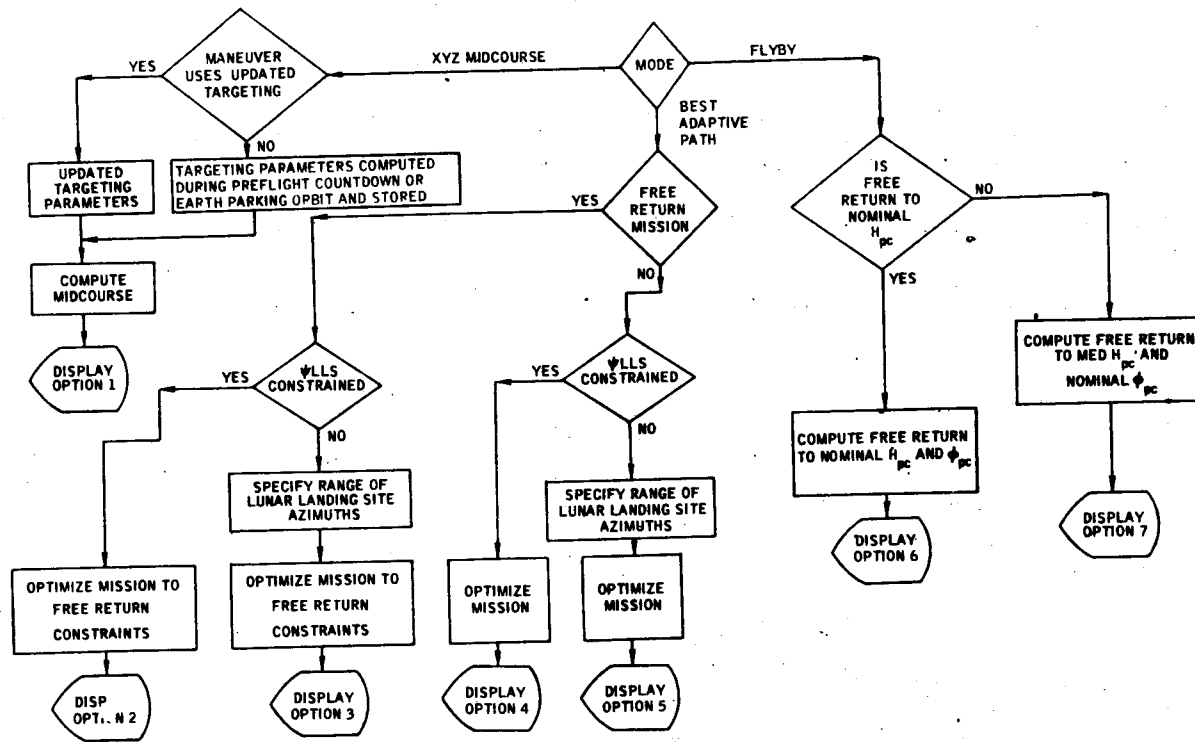 MANEUVER
USES UPDATED
TARGETING
YES
XYZ MIDCOURSE
MODE
FLYBY
BEST
ADAPTIVE
PATH
NO
UPDATED
TARGETING
PARAMETERS
TARGETING PARAMETERS COMPUTED
DURING PREFLIGHT COUNTDOWN OR
EARTH PARKING OPBIT AND STORED
COMPUTE
MIDCOURSE
DISPLAY
OPTION 1
YES
FREE
RETURN
MISSION
NO
IS
FREE
RETURN TO
NOMINAL
H pc
NO
YES
YES
ψLLS
CONSTRAINED
NO
YES
ψLLS
CONSTRAINED
NO
COMPUTE FREE RETURN
TO MED H pc AND
NOMINAL ϕ pc
COMPUTE FREE RETURN
TO NOMINAL H pc AND ϕ pc
SPECIFY RANGE OF
LUNAR LANDING SITE
AZIMUTHS
SPECIFY RANGE OF
LUNAR LANDING SITE
AZIMUTHS
DISPLAY
OPTION 6
DISPLAY
OPTION 7
OPTIMIZE MISSION TO
FREE RETURN
CONSTRAINTS
OPTIMIZE MISSION TO
FREE RETURN
CONSTRAINTS
OPTIMIZE
MISSION
OPTIMIZE
MISSION
DISP
OPTI N 2
DISPLAY
OPTION 3
DISPLAY
OPTION 4
DISPLAY
OPTION 5